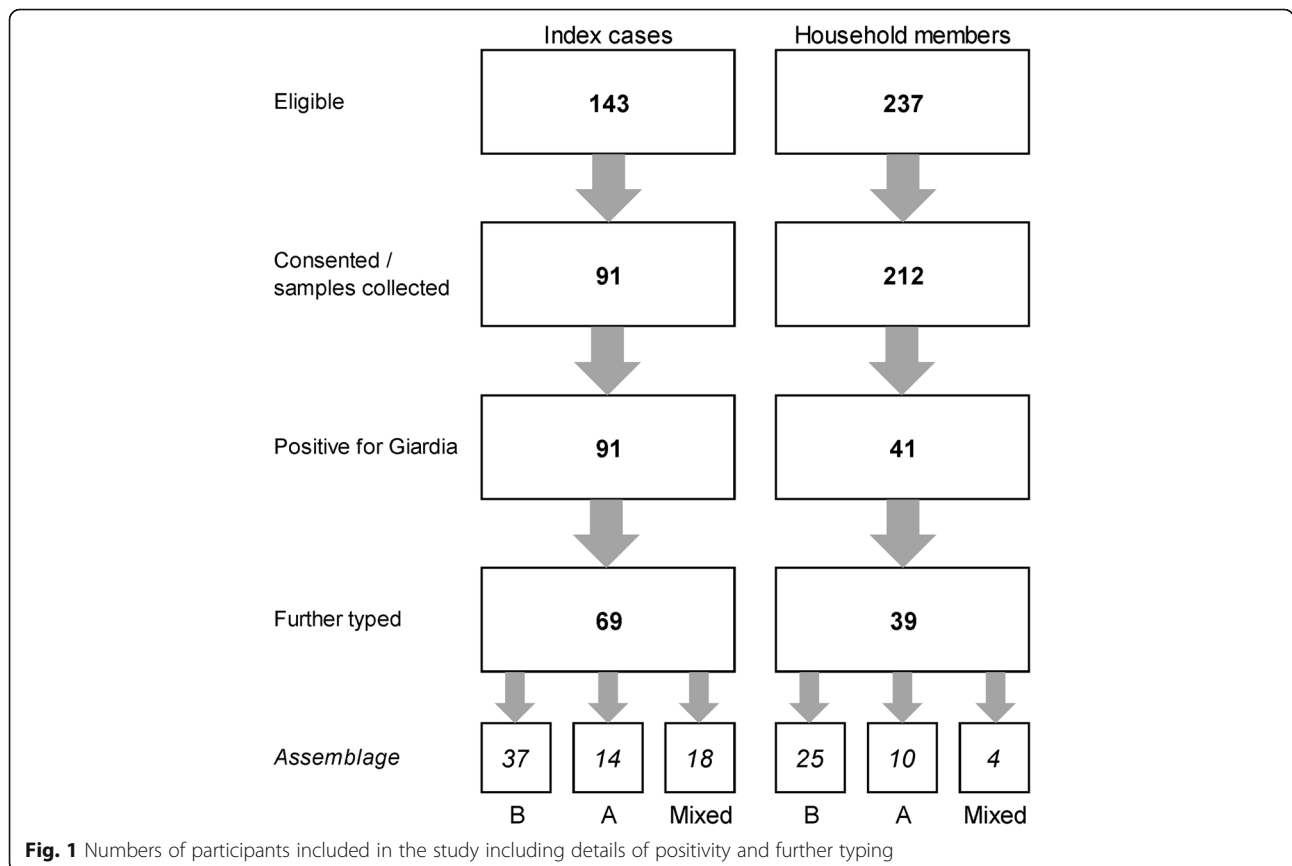 Index cases Household members
Eligible 143 237
Consented /
samples collected 91 212
Positive for Giardia 91 41
Further typed 69 39
Assemblage 37 14 18 25 10 4
B A Mixed B A Mixed
Fig. 1 Numbers of participants included in the study including details of positivity and further typing